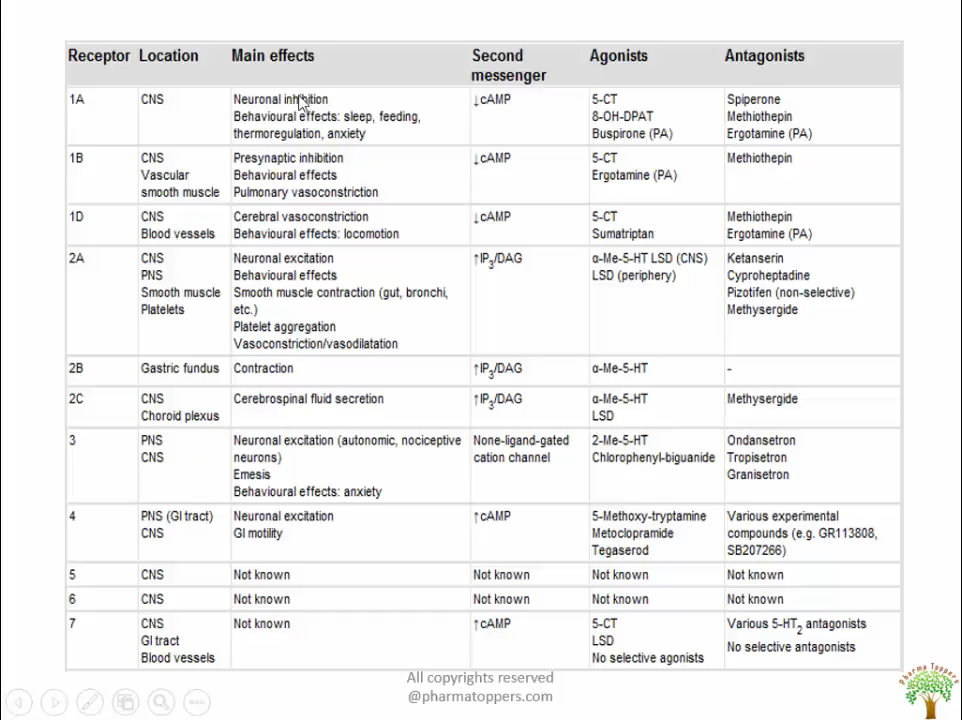 Receptor Location Main effects Second messenger Agonists Antagonists
1A CNS Neuronal inhibition ↓cAMP 5-CT Spiperone
Behavioural effects: sleep, feeding, 8-OH-DPAT Methiothepin
thermoregulation, anxiety Buspirone (PA) Ergotamine (PA)
1B CNS Presynaptic inhibition ↓cAMP 5-CT Methiothepin
Vascular Behavioural effects Ergotamine (PA)
smooth muscle Pulmonary vasoconstriction
1D CNS Cerebral vasoconstriction ↓cAMP 5-CT Methiothepin
Blood vessels Behavioural effects: locomotion Sumatriptan Ergotamine (PA)
2A CNS Neuronal excitation ↑IP3/DAG α-Me-5-HT LSD (CNS) Ketanserin
PNS Behavioural effects LSD (periphery) Cyproheptadine
Smooth muscle Smooth muscle contraction (gut, bronchi, Pizotifen (non-selective)
Platelets etc.) Methysergide
Platelet aggregation
Vasoconstriction/vasodilatation
2B Gastric fundus Contraction ↑IP3/DAG α-Me-5-HT -
2C CNS Cerebrospinal fluid secretion ↑IP3/DAG α-Me-5-HT Methysergide
Choroid plexus LSD
3 PNS Neuronal excitation (autonomic, nociceptive None-ligand-gated 2-Me-5-HT Ondansetron
CNS neurons) cation channel Chlorophenyl-biguanide Tropisetron
Emesis Granisetron
Behavioural effects: anxiety
4 PNS (GI tract) Neuronal excitation ↑cAMP 5-Methoxy-tryptamine Various experimental
CNS GI motility Metoclopramide compounds (e.g. GR113808,
Tegaserod SB207266)
5 CNS Not known Not known Not known Not known
6 CNS Not known Not known Not known Not known
7 CNS Not known ↑cAMP 5-CT Various 5-HT2 antagonists
GI tract LSD No selective antagonists
Blood vessels No selective agonists
All copyrights reserved
@pharmatoppers.com
Pharma Toppers